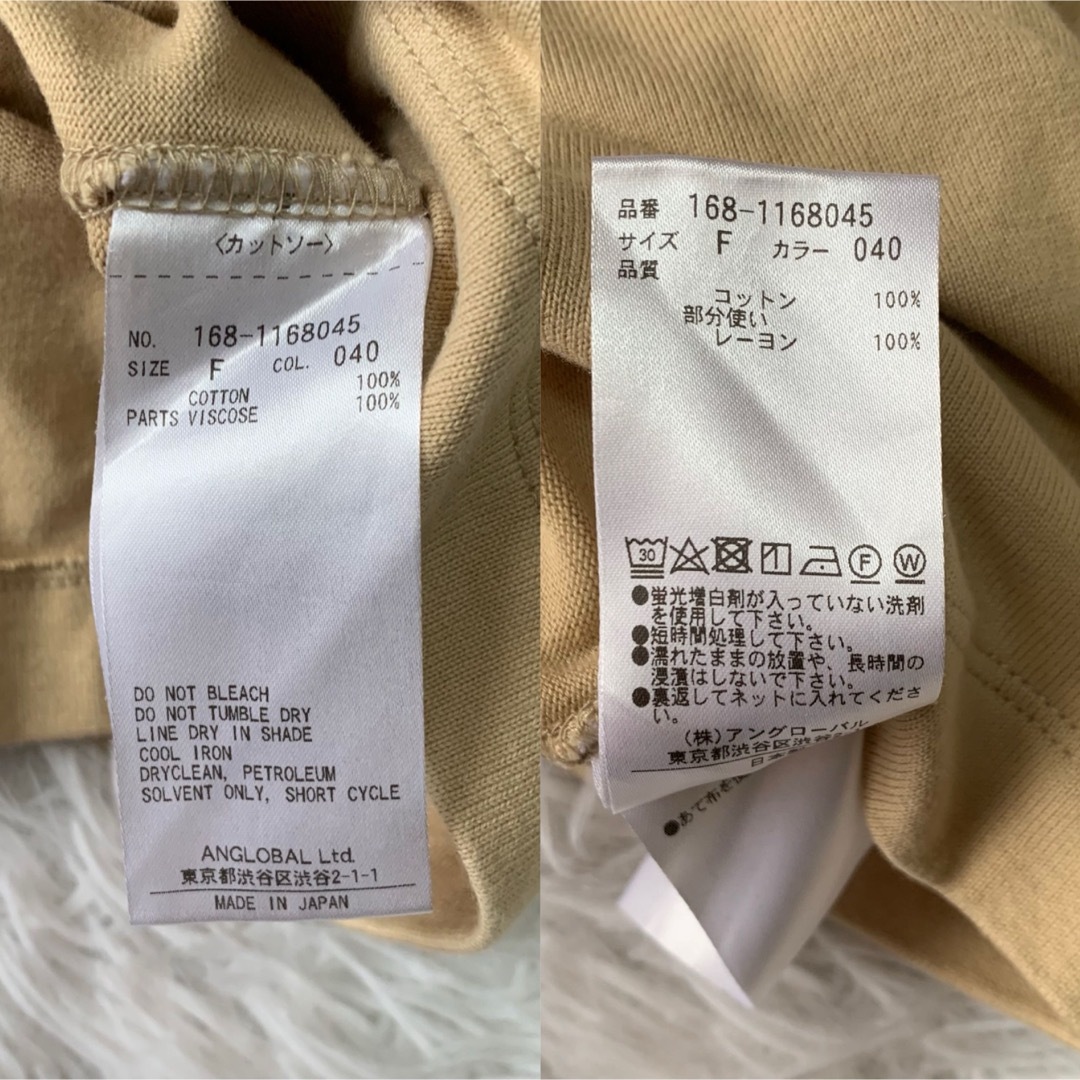 〈カットソー〉
NO. 168-1168045
SIZE F COL. 040
COTTON 100%
PARTS VISCOSE 100%
DO NOT BLEACH
DO NOT TUMBLE DRY
LINE DRY IN SHADE
COOL IRON
DRYCLEAN, PETROLEUM
SOLVENT ONLY, SHORT CYCLE
ANGLOBAL Ltd.
東京都渋谷区渋谷2-1-1
MADE IN JAPAN
品番 168-1168045
サイズ F カラー 040
品質
コットン 100%
部分使い
レーヨン 100%
30 F W
●蛍光増白剤が入っていない洗剤
を使用して下さい。
●短時間処理して下さい。
●濡れたままの放置や、長時間の
浸漬はしないで下さい。
●裏返してネットに入れてくださ
い。
(株)アングローバル
東京都渋谷区渋谷
日本
●あて布を